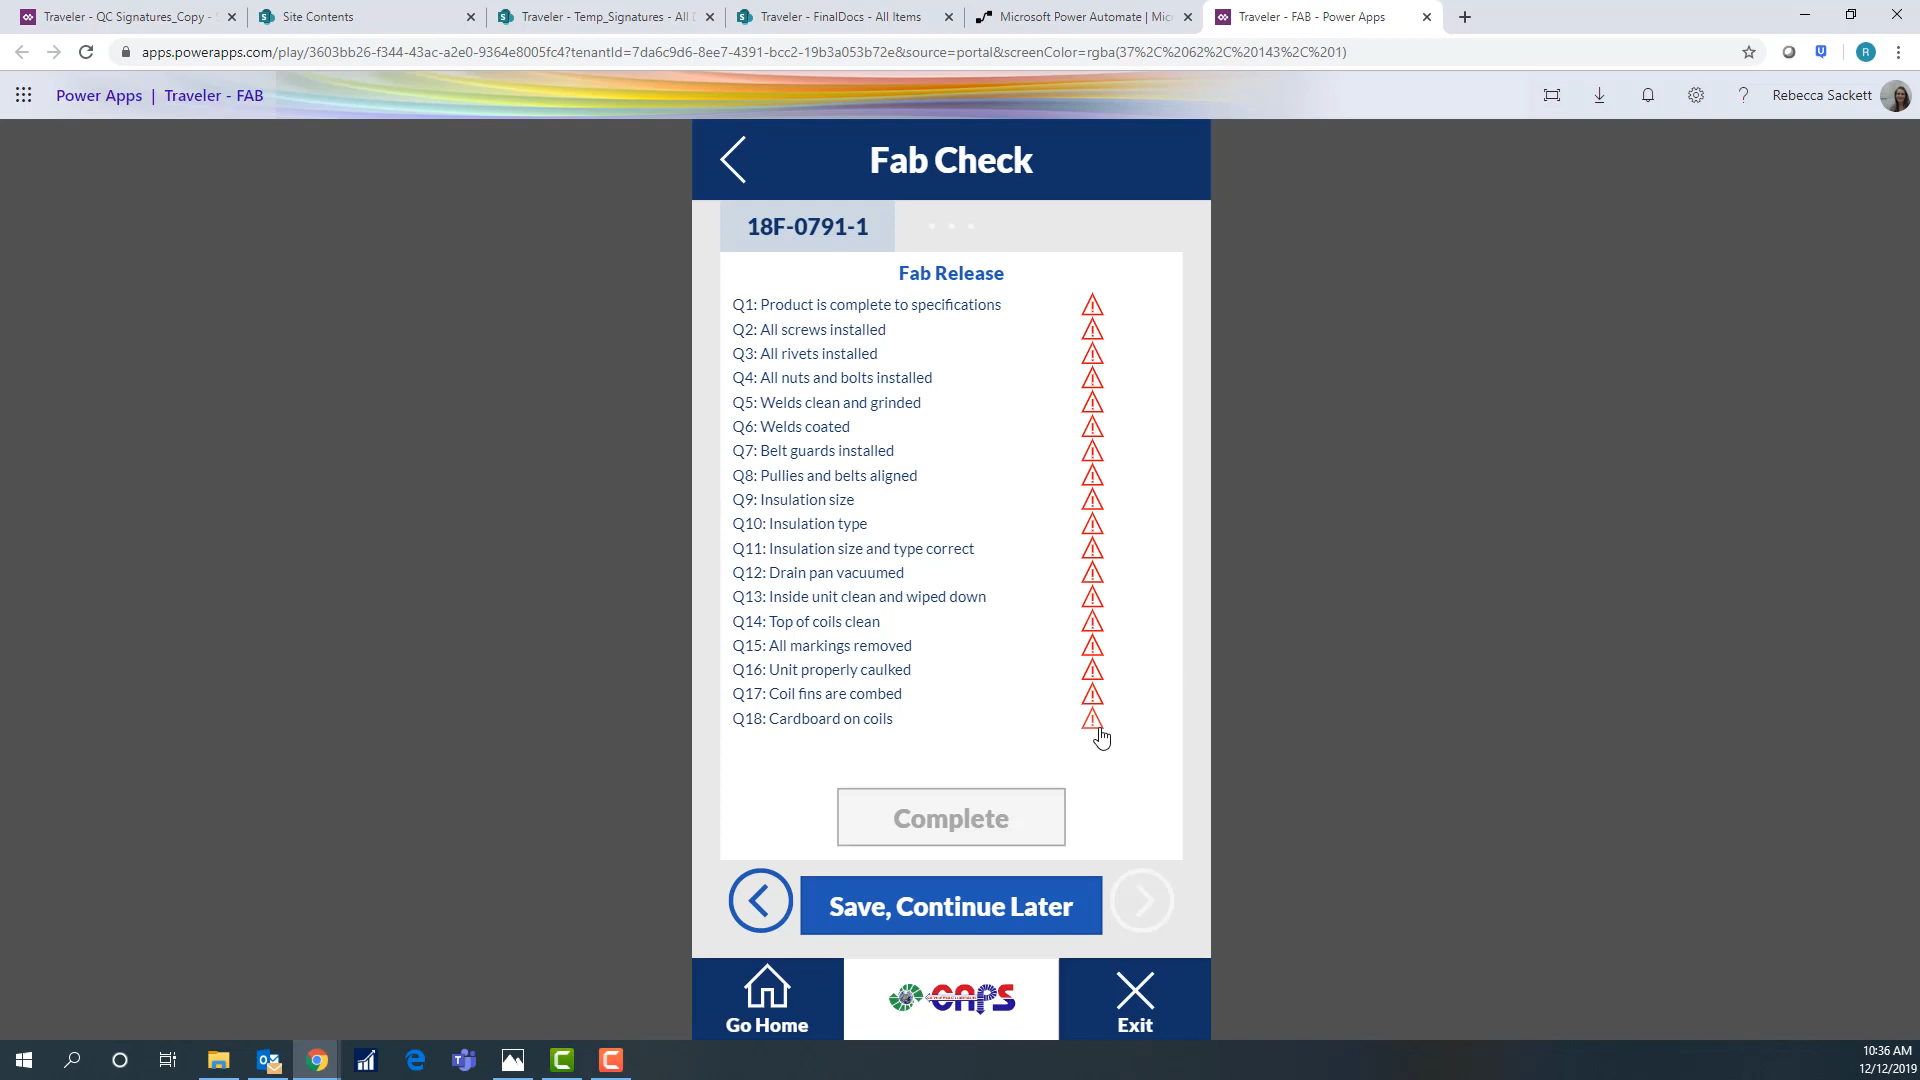 Traveler - QC Signatures_Copy -
Site Contents
Traveler - Temp_Signatures - All D
Traveler - FinalDocs - All Items
Microsoft Power Automate | Mic
Traveler - FAB - Power Apps
apps.powerapps.com/play/3603bb26-f344-43ac-a2e0-9364e8005fc4?tenantId=7da6c9d6-8ee7-4391-bcc2-19b3a053b72e&source=portal&screenColor=rgba(37%2C%2062%2C%20143%2C%201)
R
Power Apps | Traveler - FAB
Rebecca Sackett
Fab Check
18F-0791-1
Fab Release
Q1: Product is complete to specifications
Q2: All screws installed
Q3: All rivets installed
Q4: All nuts and bolts installed
Q5: Welds clean and grinded
Q6: Welds coated
Q7: Belt guards installed
Q8: Pullies and belts aligned
Q9: Insulation size
Q10: Insulation type
Q11: Insulation size and type correct
Q12: Drain pan vacuumed
Q13: Inside unit clean and wiped down
Q14: Top of coils clean
Q15: All markings removed
Q16: Unit properly caulked
Q17: Coil fins are combed
Q18: Cardboard on coils
Complete
Save, Continue Later
Go Home
Exit
10:36 AM
12/12/2019